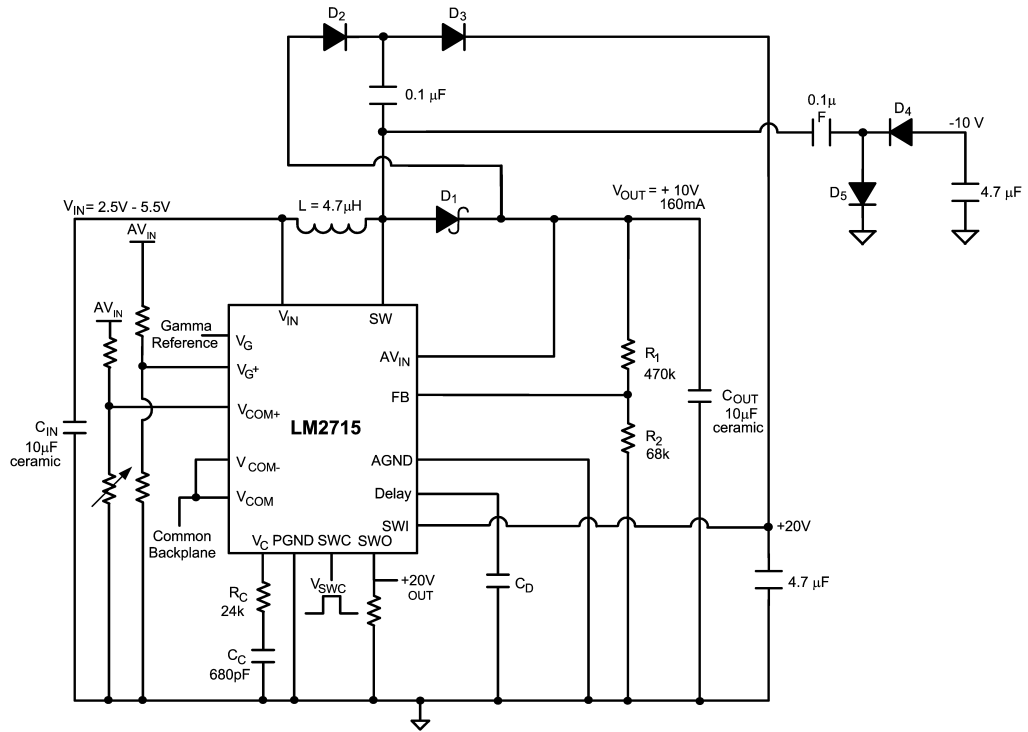 D2
D3
0.1 μF
0.1μ
F
D4
-10 V
D5
4.7 μF
VIN= 2.5V - 5.5V
L = 4.7μH
D1
VOUT = + 10V
160mA
AVIN
AVIN
VIN
SW
Gamma
Reference
VG
VG+
AVIN
R1
470k
VCOM+
FB
COUT
10μF
ceramic
CIN
10μF
ceramic
LM2715
R2
68k
VCOM-
AGND
VCOM
Delay
SWI
+20V
Common
Backplane
VC
PGND
SWC
SWO
RC
24k
VSWC
+20V
OUT
CD
4.7 μF
CC
680pF